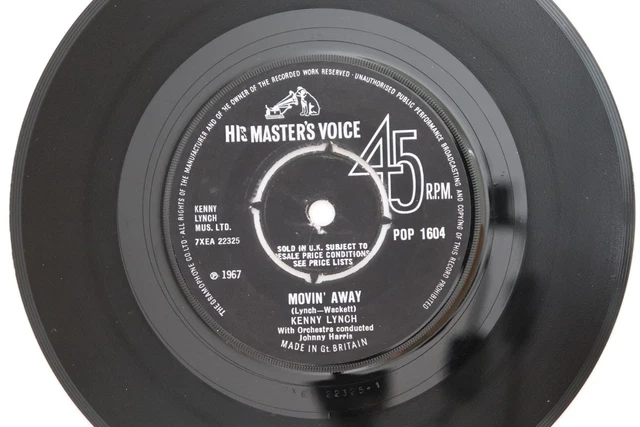 THE GRAMOPHONE CO. LTD. · ALL RIGHTS OF THE MANUFACTURER AND OF THE OWNER OF THE RECORDED WORK RESERVED · UNAUTHORISED PUBLIC PERFORMANCE BROADCASTING AND COPYING OF THIS RECORD PROHIBITED
HIS MASTER'S VOICE
45
R.P.M.
KENNY
LYNCH
MUS. LTD.
7XEA 22325
POP 1604
SOLD IN U.K. SUBJECT TO
RESALE PRICE CONDITIONS
SEE PRICE LISTS
℗ 1967
MOVIN' AWAY
(Lynch—Wackett)
KENNY LYNCH
With Orchestra conducted
Johnny Harris
MADE IN Gt. BRITAIN